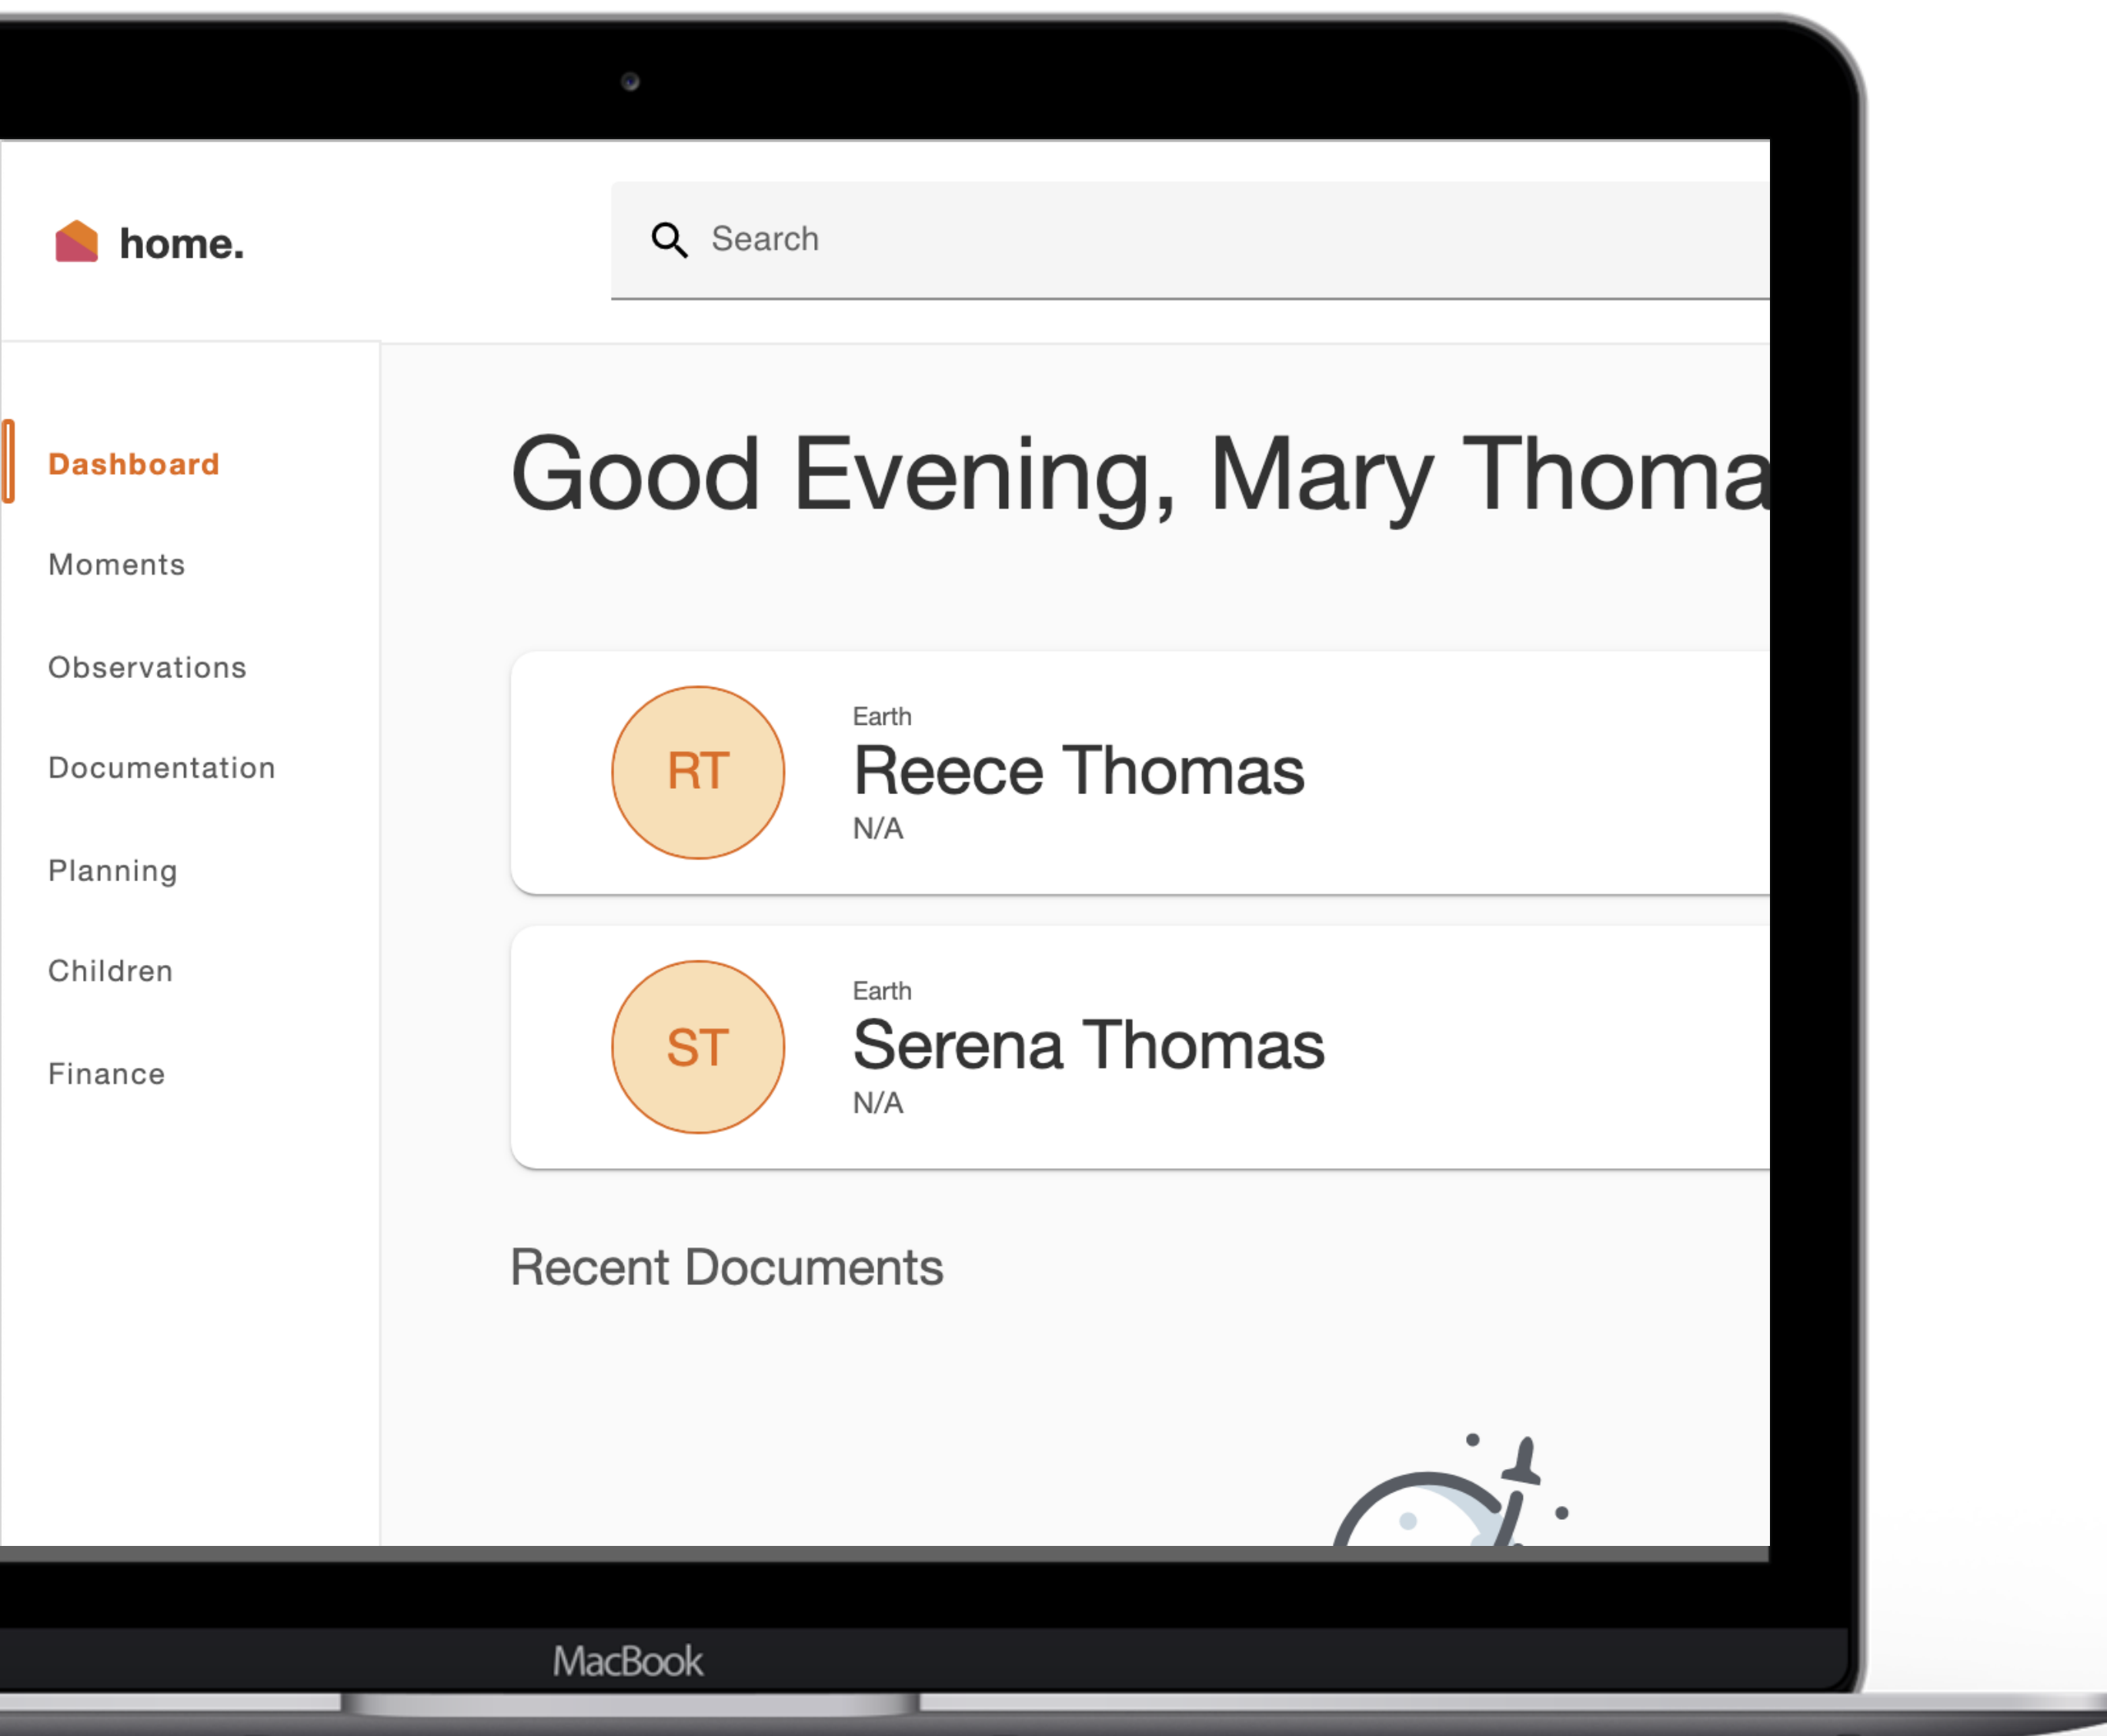 home.
Search
Dashboard
Moments
Observations
Documentation
Planning
Children
Finance
Good Evening, Mary Thoma
RT
Earth
Reece Thomas
N/A
ST
Earth
Serena Thomas
N/A
Recent Documents
MacBook